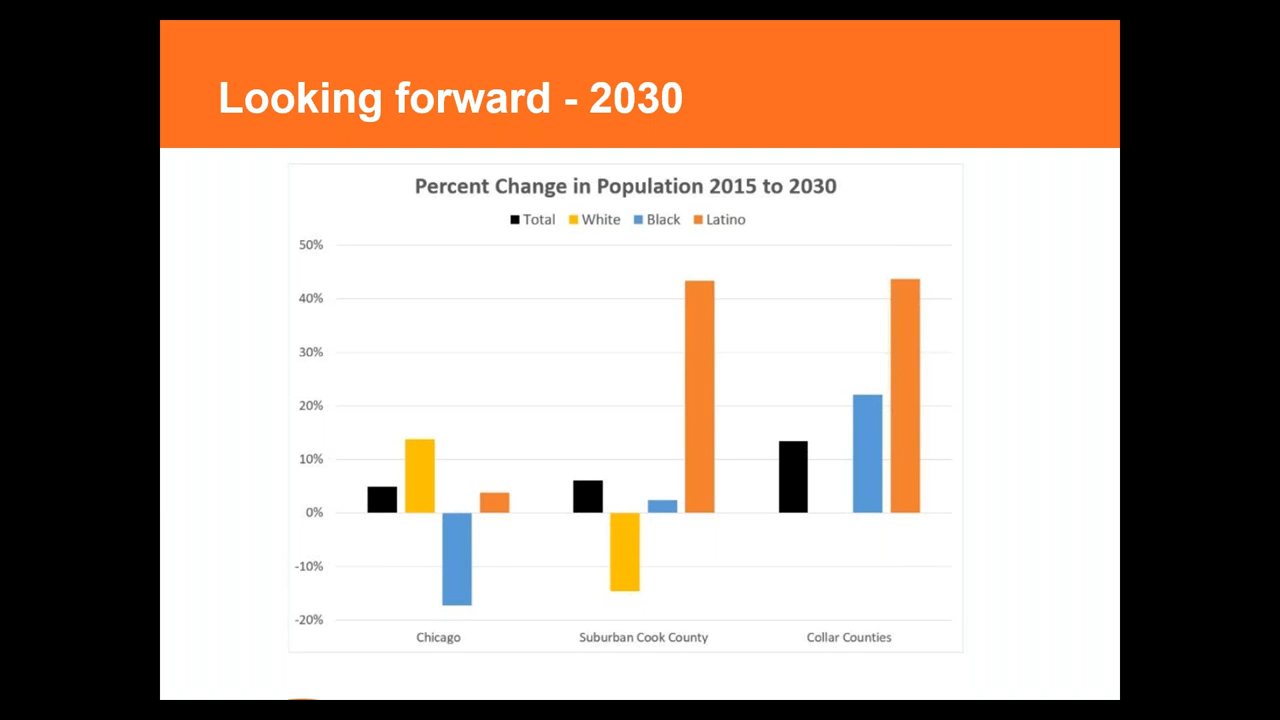 Looking forward - 2030
Percent Change in Population 2015 to 2030
Total White Black Latino
50%
40%
30%
20%
10%
0%
-10%
-20%
Chicago Suburban Cook County Collar Counties